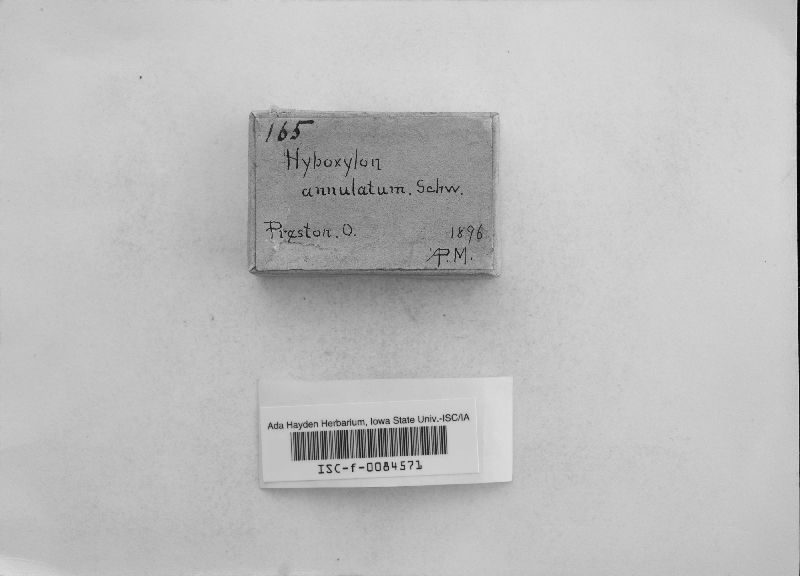 165
Hypoxylon
annulatum. Schw.
Preston. O. 1896
A.P.M.
Ada Hayden Herbarium, Iowa State Univ.-ISC/IA
ISC-f-0084571